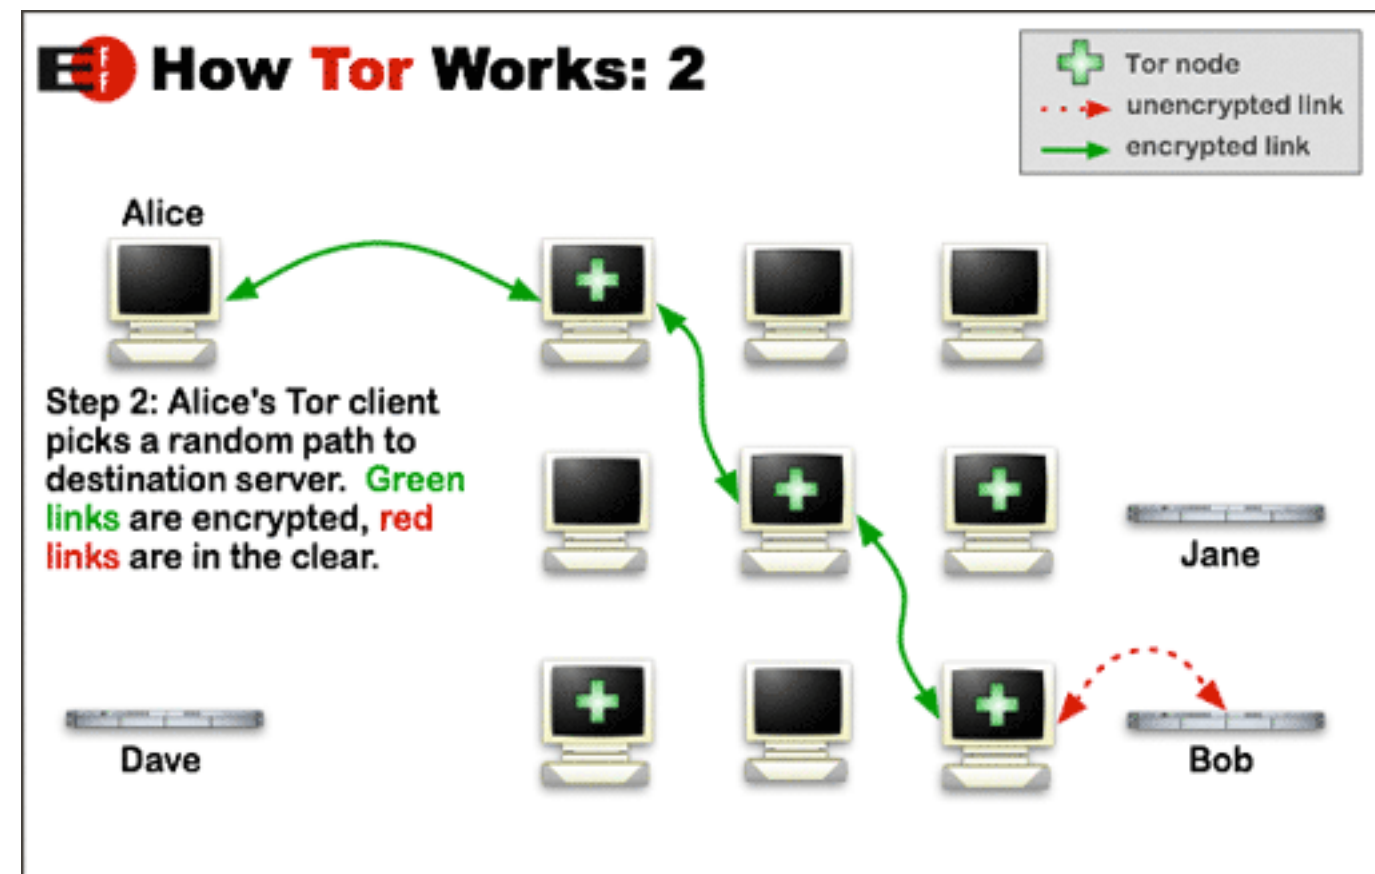 EFF How Tor Works: 2
Tor node
unencrypted link
encrypted link
Alice
Step 2: Alice's Tor client
picks a random path to
destination server. Green
links are encrypted, red
links are in the clear.
Jane
Dave
Bob